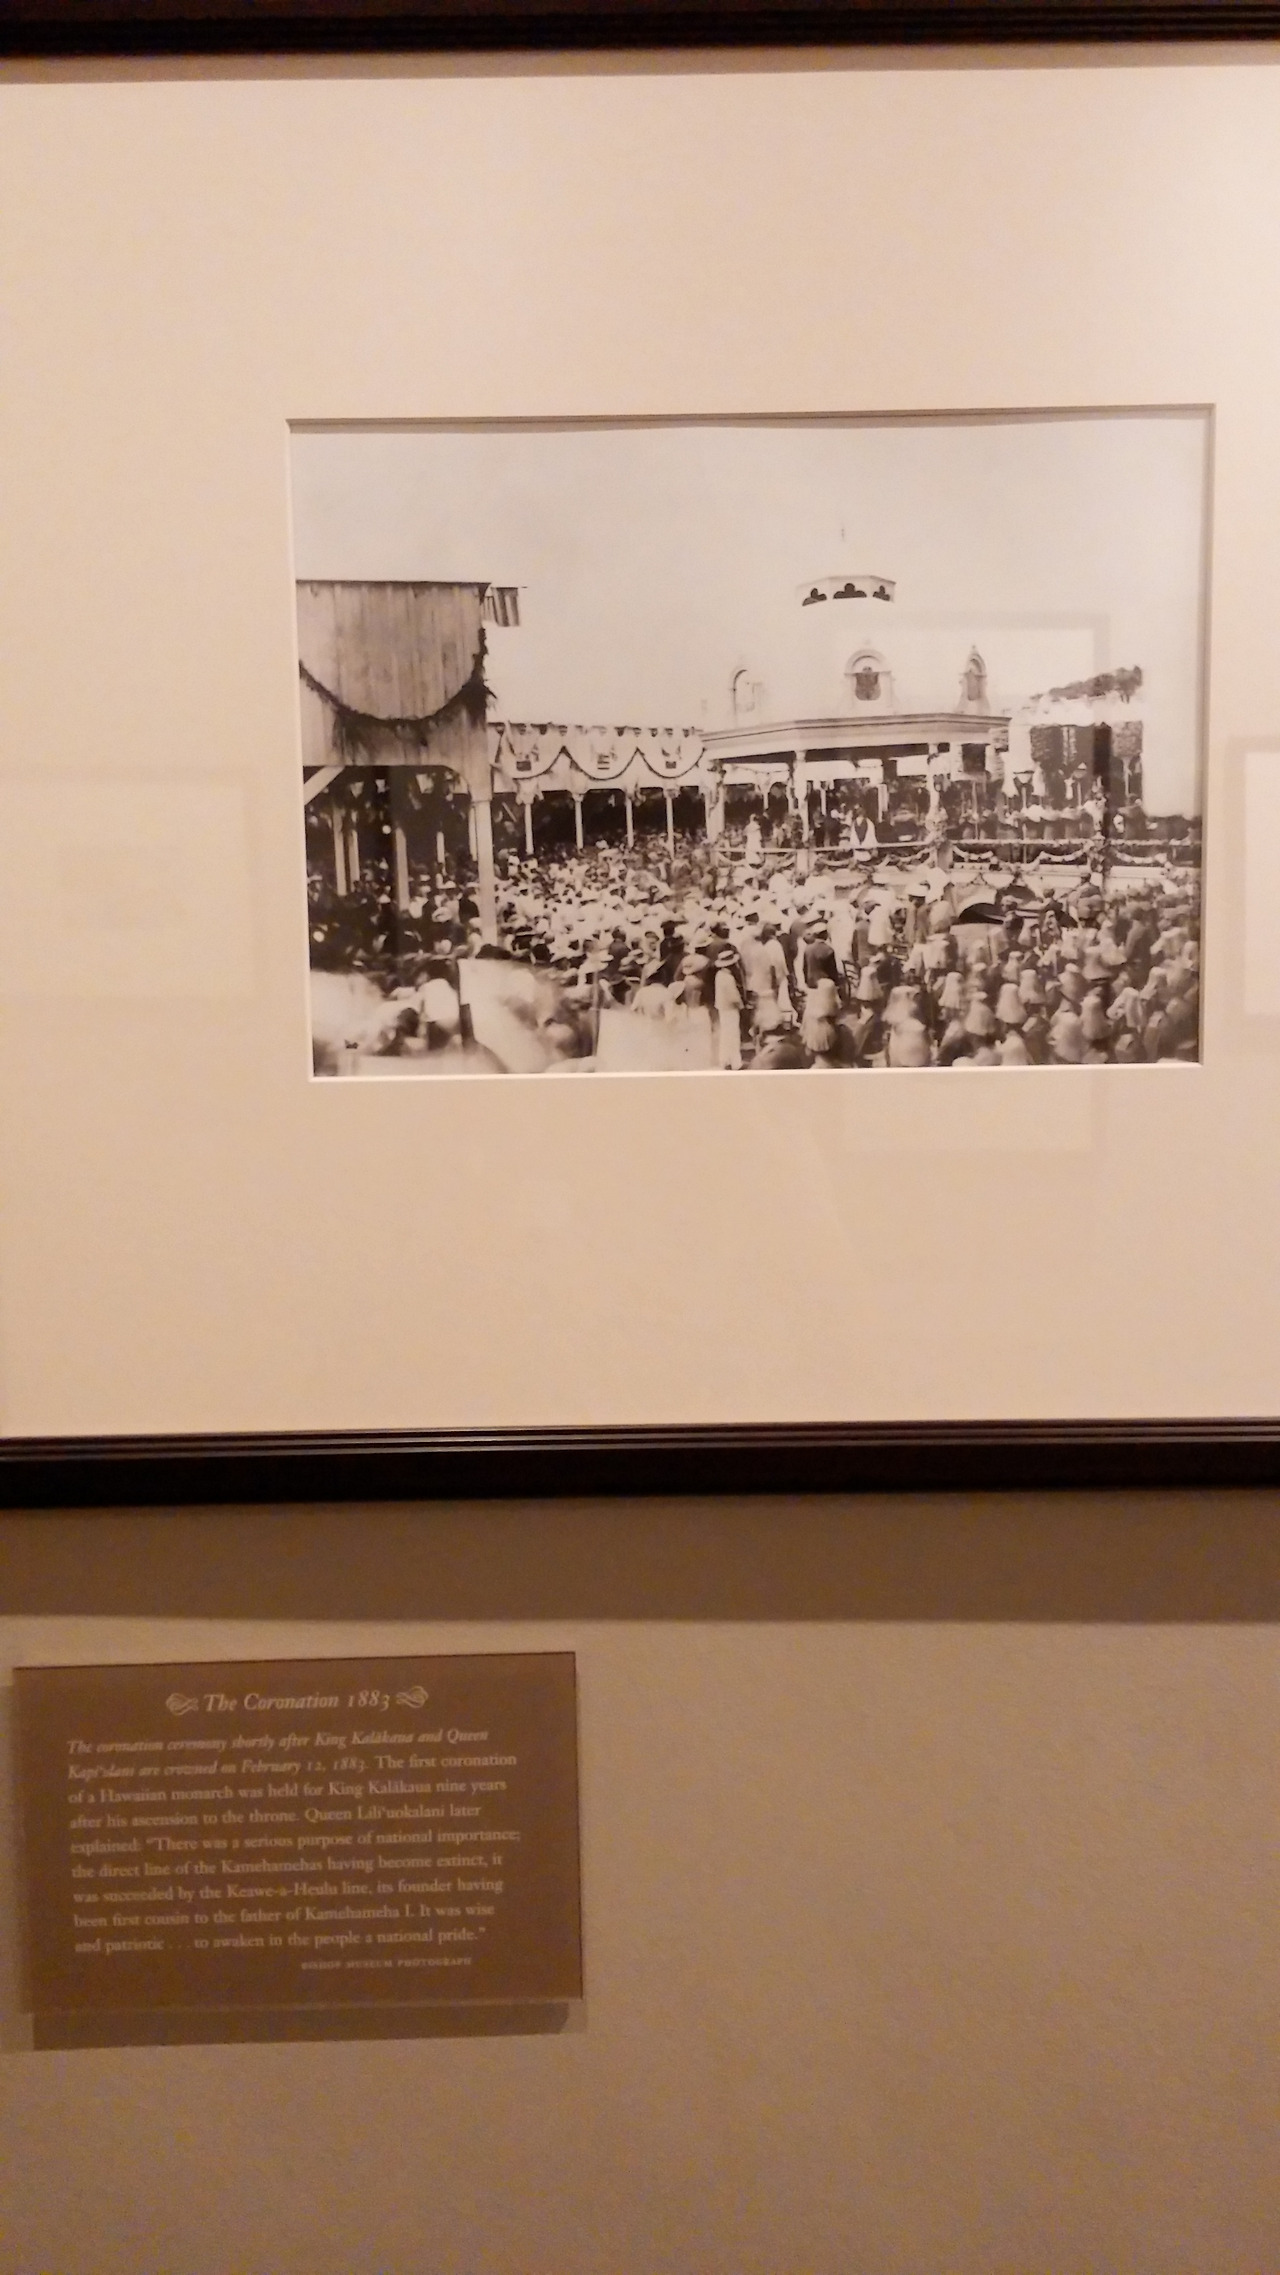 The Coronation 1883
The coronation ceremony shortly after King Kalākaua and Queen
Kapi‘olani are crowned on February 12, 1883. The first coronation
of a Hawaiian monarch was held for King Kalākaua nine years
after his ascension to the throne. Queen Lili‘uokalani later
explained: “There was a serious purpose of national importance;
the direct line of the Kamehamehas having become extinct, it
was succeeded by the Keawe-a-Heulu line, its founder having
been first cousin to the father of Kamehameha I. It was wise
and patriotic . . . to awaken in the people a national pride.”
BISHOP MUSEUM PHOTOGRAPH